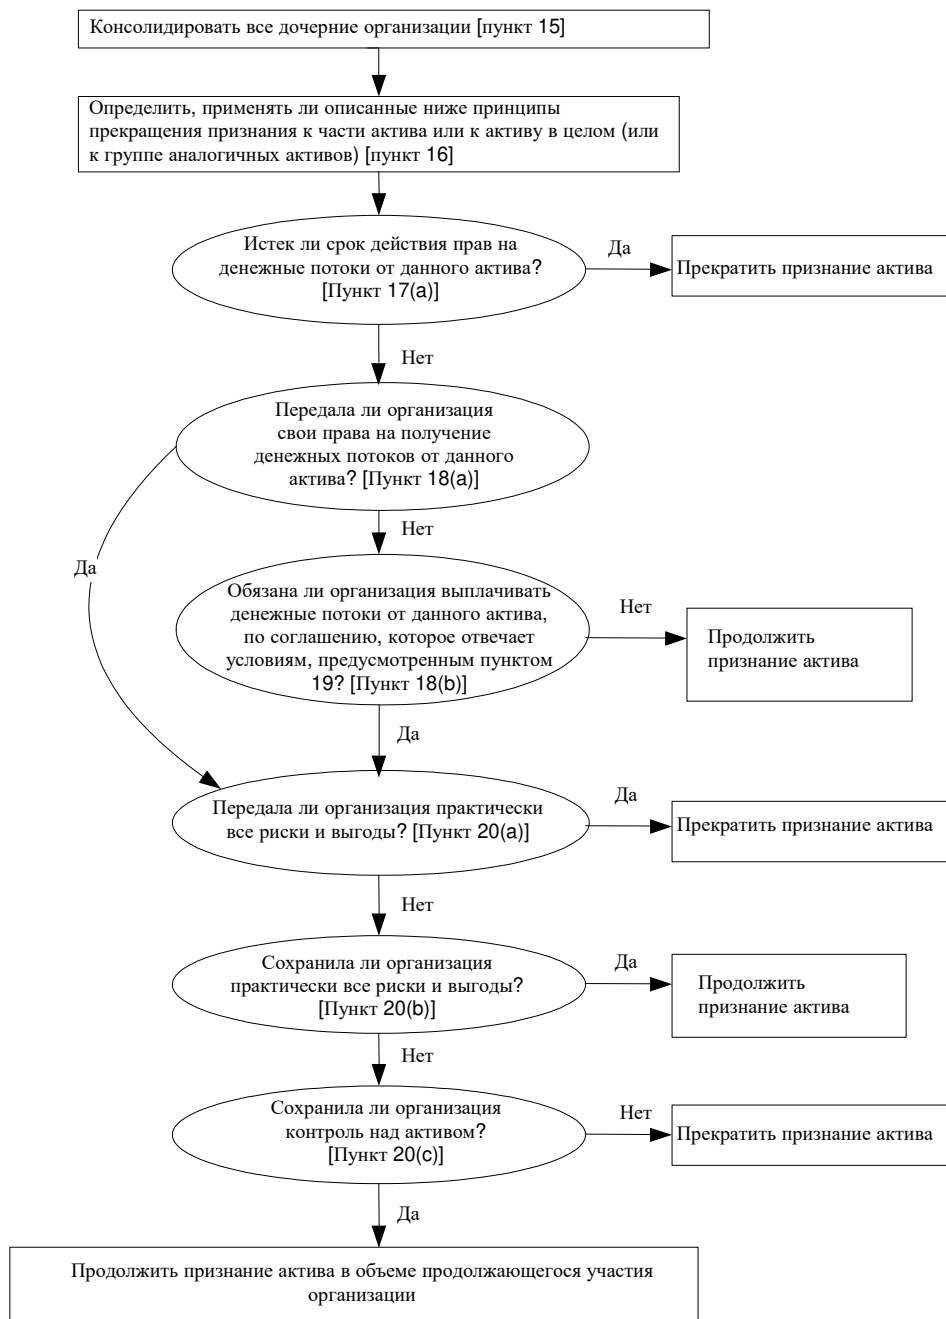 Консолидировать все дочерние организации [пункт 15]
Определить, применять ли описанные ниже принципы
прекращения признания к части актива или к активу в целом (или
к группе аналогичных активов) [пункт 16]
Истек ли срок действия прав на
денежные потоки от данного актива?
[Пункт 17(a)]
Да
Прекратить признание актива
Нет
Передала ли организация
свои права на получение
денежных потоков от данного
актива? [Пункт 18(a)]
Нет
Да
Обязана ли организация выплачивать
денежные потоки от данного актива,
по соглашению, которое отвечает
условиям, предусмотренным пунктом
19? [Пункт 18(b)]
Нет
Продолжить
признание актива
Да
Передала ли организация практически
все риски и выгоды? [Пункт 20(a)]
Да
Прекратить признание актива
Нет
Сохранила ли организация
практически все риски и выгоды?
[Пункт 20(b)]
Да
Продолжить
признание актива
Нет
Сохранила ли организация
контроль над активом?
[Пункт 20(c)]
Нет
Прекратить признание актива
Да
Продолжить признание актива в объеме продолжающегося участия
организации